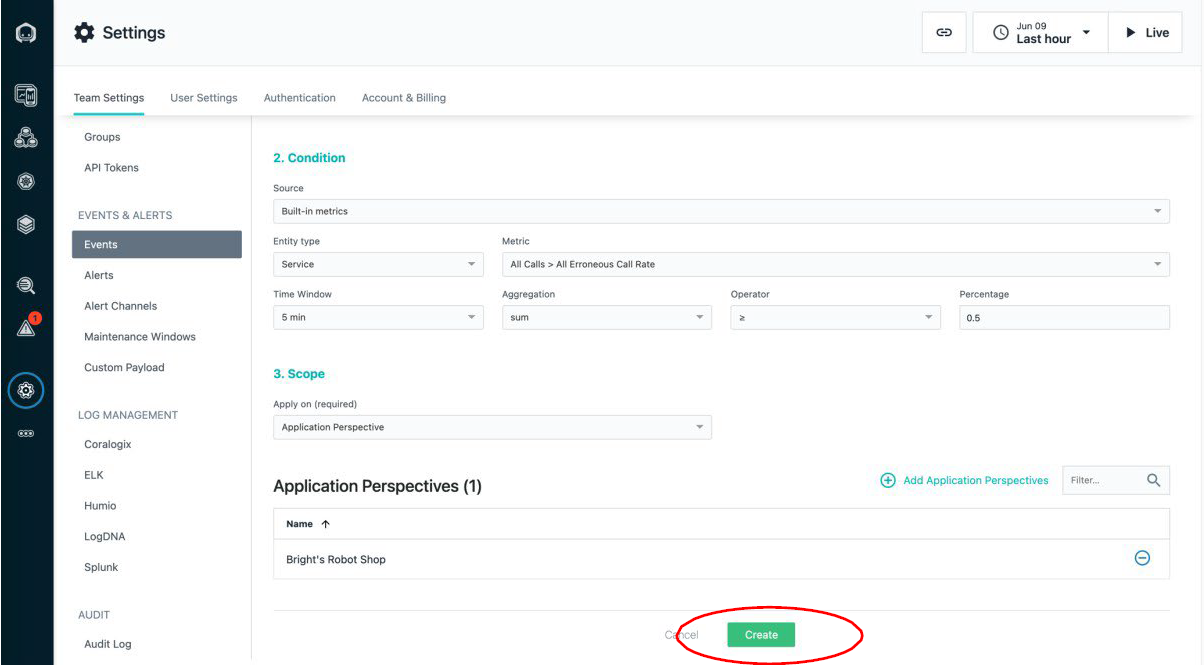 Settings
Jun 09
Last hour
Live
Team Settings
User Settings
Authentication
Account & Billing
Groups
API Tokens
EVENTS & ALERTS
Events
Alerts
Alert Channels
1
Maintenance Windows
Custom Payload
LOG MANAGEMENT
Coralogix
ELK
Humio
LogDNA
Splunk
AUDIT
Audit Log
2. Condition
Source
Built-in metrics
Entity type
Metric
Service
All Calls > All Erroneous Call Rate
Time Window
Aggregation
Operator
Percentage
5 min
sum
≥
0.5
3. Scope
Apply on (required)
Application Perspective
Application Perspectives (1)
Add Application Perspectives
Filter...
Name ↑
Bright's Robot Shop
Cancel
Create